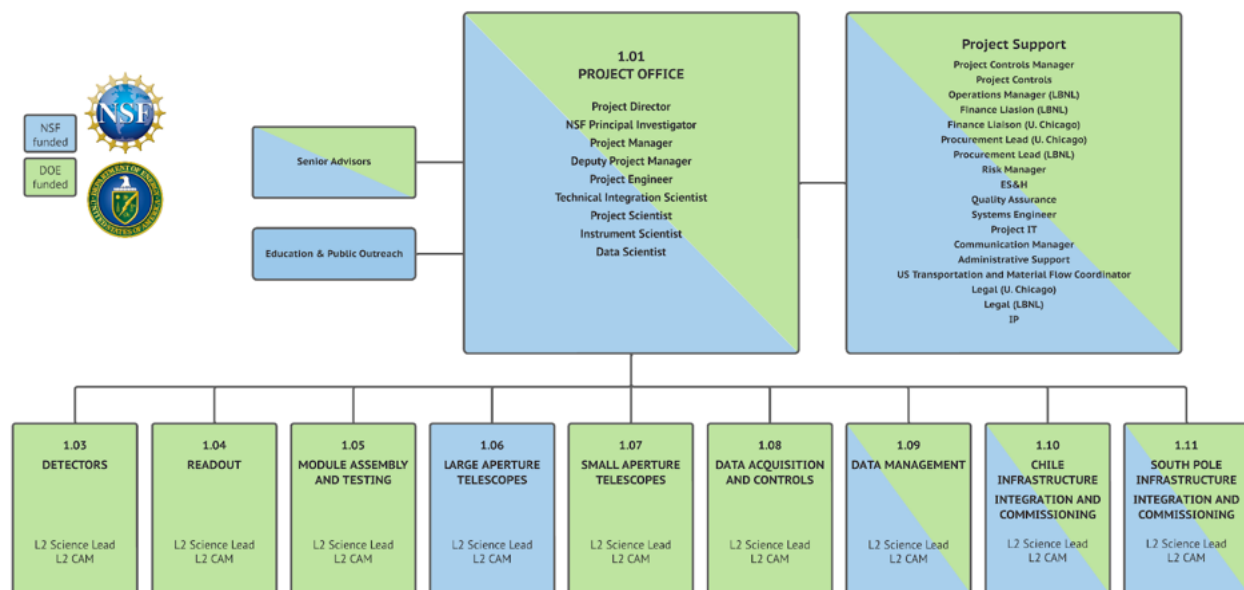 NSF
funded
NSF
DOE
funded
DEPARTMENT OF ENERGY
UNITED STATES OF AMERICA
Senior Advisors
Education & Public Outreach
1.01
PROJECT OFFICE
Project Director
NSF Principal Investigator
Project Manager
Deputy Project Manager
Project Engineer
Technical Integration Scientist
Project Scientist
Instrument Scientist
Data Scientist
Project Support
Project Controls Manager
Project Controls
Operations Manager (LBNL)
Finance Liasion (LBNL)
Finance Liaison (U. Chicago)
Procurement Lead (U. Chicago)
Procurement Lead (LBNL)
Risk Manager
ES&H
Quality Assurance
Systems Engineer
Project IT
Communication Manager
Administrative Support
US Transportation and Material Flow Coordinator
Legal (U. Chicago)
Legal (LBNL)
IP
1.03
DETECTORS
L2 Science Lead
L2 CAM
1.04
READOUT
L2 Science Lead
L2 CAM
1.05
MODULE ASSEMBLY
AND TESTING
L2 Science Lead
L2 CAM
1.06
LARGE APERTURE
TELESCOPES
L2 Science Lead
L2 CAM
1.07
SMALL APERTURE
TELESCOPES
L2 Science Lead
L2 CAM
1.08
DATA ACQUISITION
AND CONTROLS
L2 Science Lead
L2 CAM
1.09
DATA MANAGEMENT
L2 Science Lead
L2 CAM
1.10
CHILE
INFRASTRUCTURE
INTEGRATION AND
COMMISSIONING
L2 Science Lead
L2 CAM
1.11
SOUTH POLE
INFRASTRUCTURE
INTEGRATION AND
COMMISSIONING
L2 Science Lead
L2 CAM